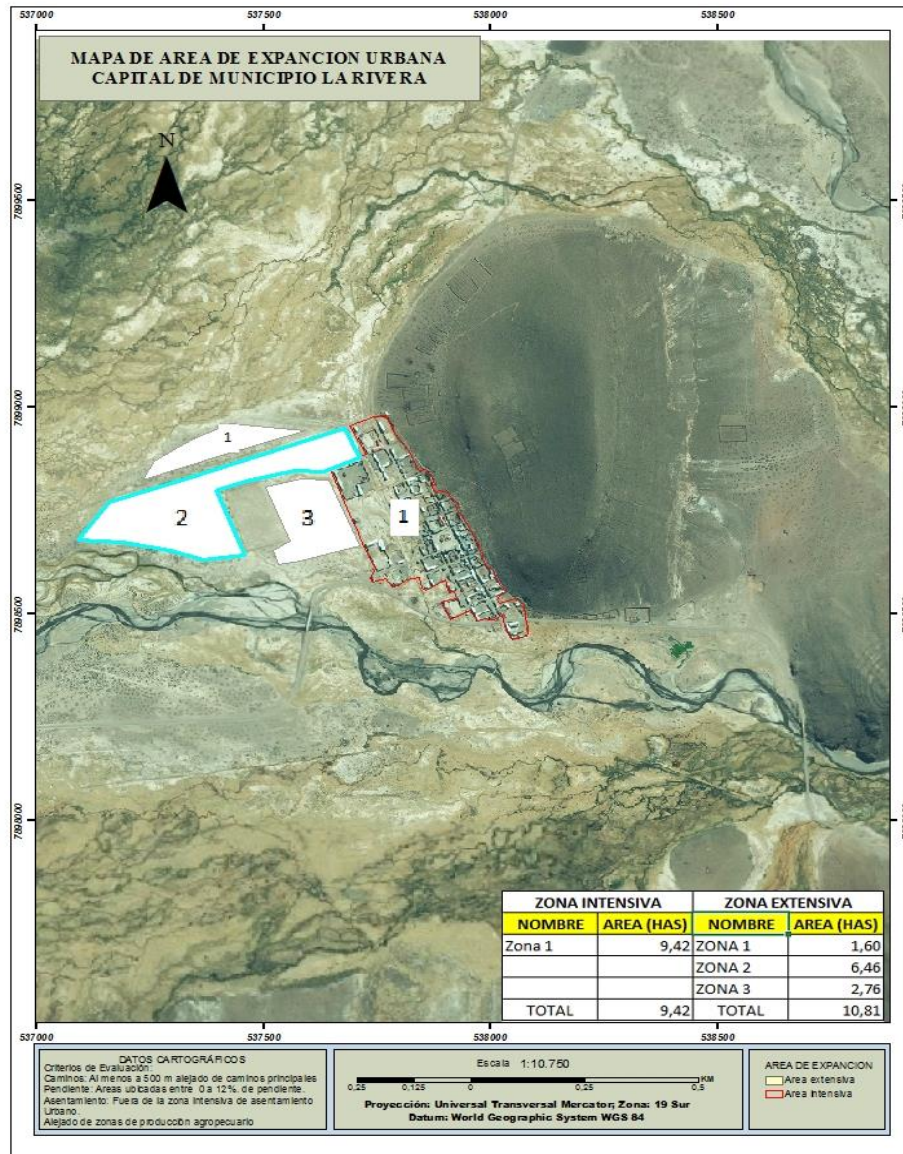 537000 537500 538000 538500
MAPA DE AREA DE EXPANCION URBANA
CAPITAL DE MUNICIPIO LA RIVERA
N
7899500
7899000
1
2
3
1
7898500
7898000
ZONA INTENSIVA ZONA EXTENSIVA
NOMBRE AREA (HAS) NOMBRE AREA (HAS)
Zona 1 9,42 ZONA 1 1,60
ZONA 2 6,46
ZONA 3 2,76
TOTAL 9,42 TOTAL 10,81
537000 537500 538000 538500
DATOS CARTOGRÁFICOS
Criterios de Evaluación:
Caminos: Al menos a 500 m alejado de caminos principales
Pendiente: Areas ubicadas entre 0 a 12%. de pendiente.
Asentamiento: Fuera de la zona intensiva de asentamiento
Urbano.
Alejado de zonas de producción agropecuario
Escala 1:10.750
KM
0,25 0,125 0 0,25 0,5
Proyección: Universal Transversal Mercator; Zona: 19 Sur
Datum: World Geographic System WGS 84
AREA DE EXPANCION
Area extensiva
Area intensiva